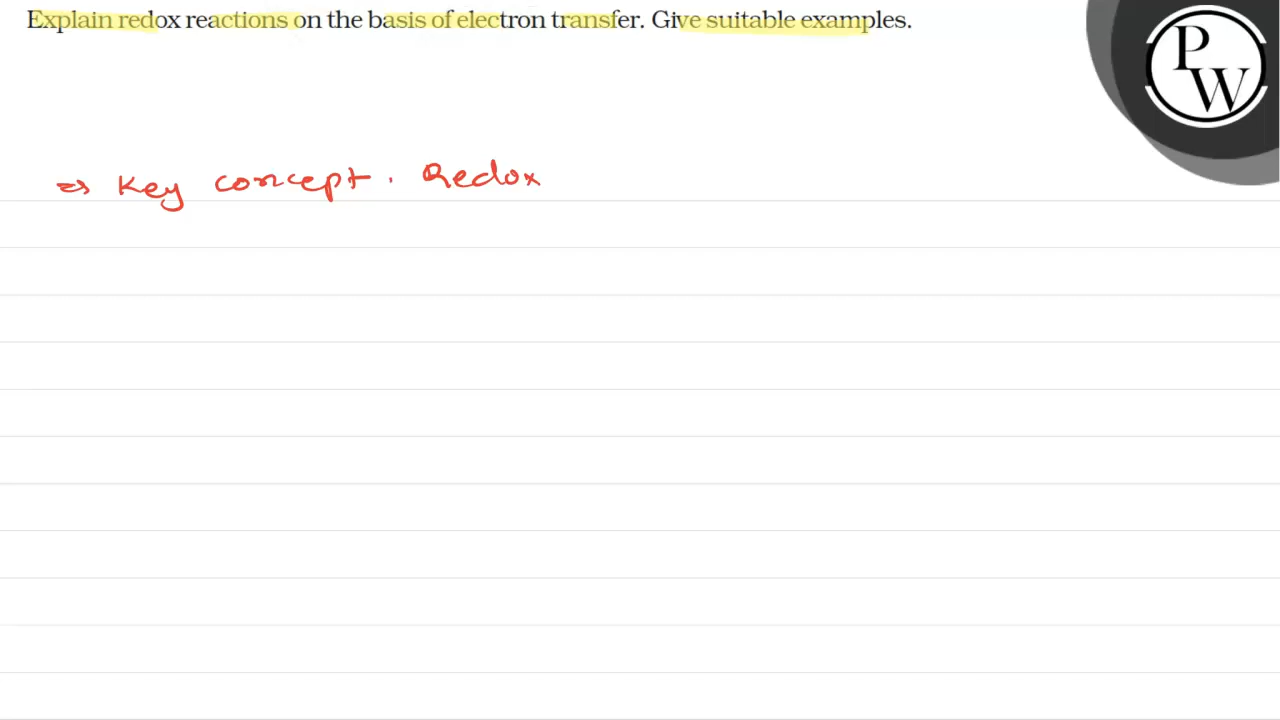 Explain redox reactions on the basis of electron transfer. Give suitable examples.
PW
⇒ Key concept . Redox